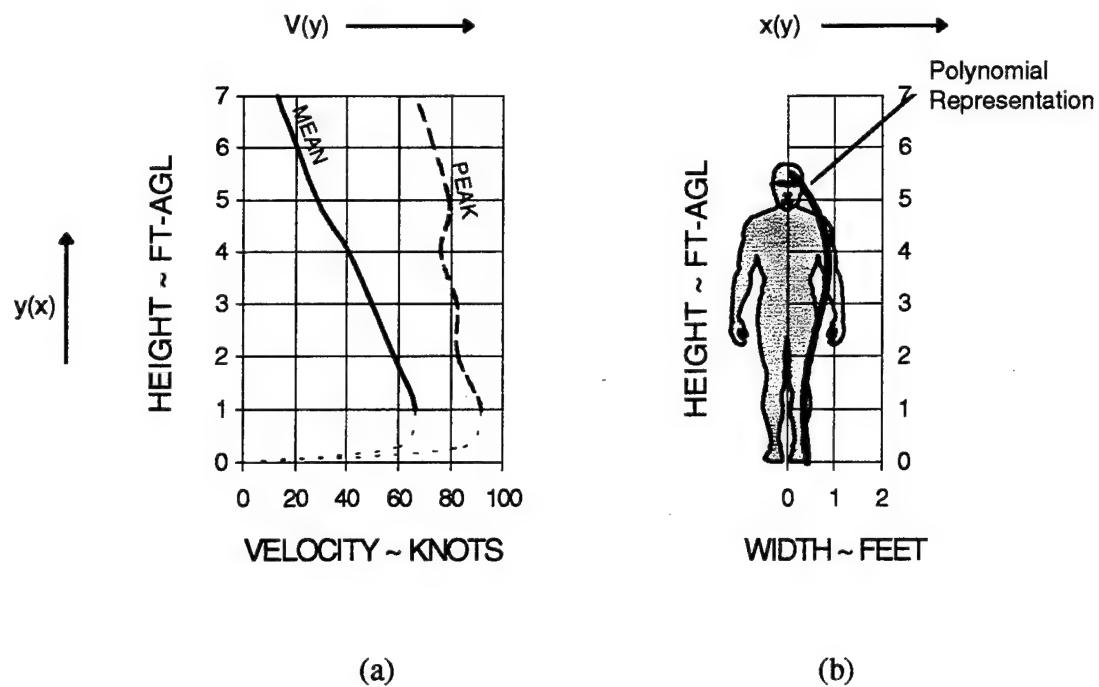 V(y)
x(y)
Polynomial
Representation
7
6
5
4
3
2
1
0
HEIGHT ~ FT-AGL
y(x)
MEAN
PEAK
0 20 40 60 80 100
VELOCITY ~ KNOTS
HEIGHT ~ FT-AGL
7
6
5
4
3
2
1
0
0 1 2
WIDTH ~ FEET
(a)
(b)